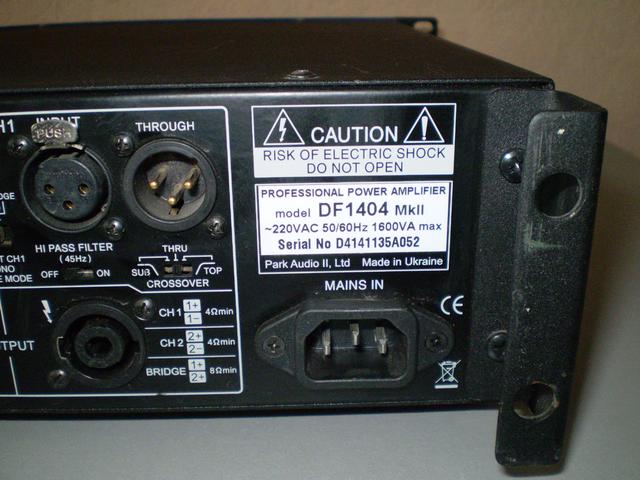 CH1
INPUT
PUSH
THROUGH
HI PASS FILTER
(45Hz)
OFF
ON
THRU
SUB
TOP
CROSSOVER
CH 1
1+
1−
4Ωmin
CH 2
2+
2−
4Ωmin
BRIDGE
1+
2+
8Ωmin
CAUTION
RISK OF ELECTRIC SHOCK
DO NOT OPEN
PROFESSIONAL POWER AMPLIFIER
model DF1404 MkII
~220VAC 50/60Hz 1600VA max
Serial No D4141135A052
Park Audio II, Ltd Made in Ukraine
MAINS IN
CE